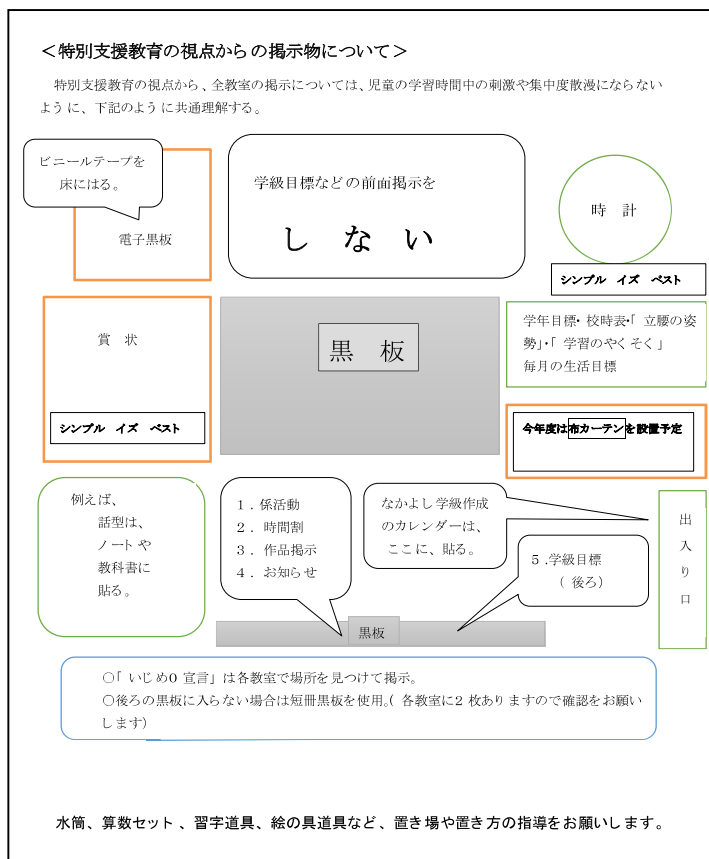 ＜特別支援教育の視点からの掲示物について＞
特別支援教育の視点から、全教室の掲示については、児童の学習時間中の刺激や集中度散漫にならない
ように、下記のように共通理解する。
ビニールテープを
床にはる。
電子黒板
学級目標などの前面掲示を
し な い
時 計
シンプル イズ ベスト
賞 状
シンプル イズ ベスト
黒 板
学年目標・校時表・「立腰の姿
勢」・「学習のやくそく」
毎月の生活目標
今年度は布カーテンを設置予定
例えば、
話型は、
ノートや
教科書に
貼る。
1．係活動
2．時間割
3．作品掲示
4．お知らせ
なかよし学級作成
のカレンダーは、
ここに、貼る。
5．学級目標
（後ろ）
出入り口
黒板
○「いじめ0宣言」は各教室で場所を見つけて掲示。
○後ろの黒板に入らない場合は短冊黒板を使用。(各教室に2枚ありますので確認をお願い
します)
水筒、算数セット、習字道具、絵の具道具など、置き場や置き方の指導をお願いします。